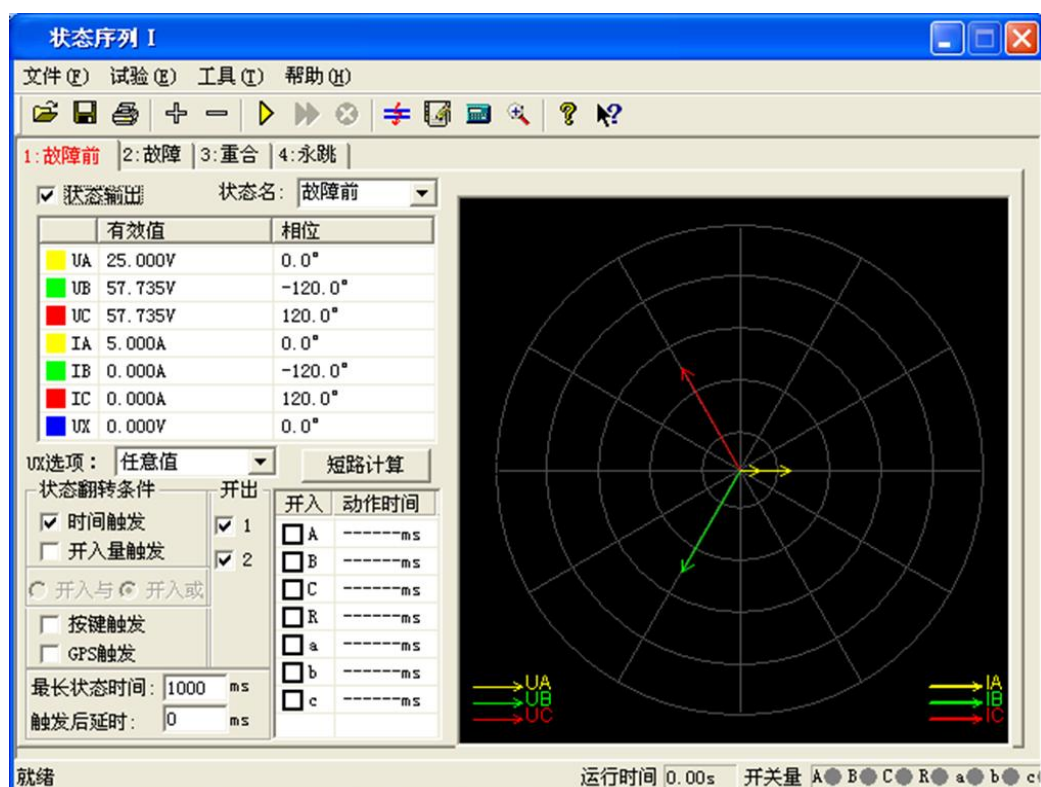 状态序列 I
文件(F) 试验(E) 工具(T) 帮助(H)
1:故障前 2:故障 3:重合 4:永跳
状态输出 状态名: 故障前
有效值 相位
UA 25.000V 0.0°
UB 57.735V -120.0°
UC 57.735V 120.0°
IA 5.000A 0.0°
IB 0.000A -120.0°
IC 0.000A 120.0°
UX 0.000V 0.0°
UX选项: 任意值 短路计算
状态翻转条件 开出 开入 动作时间
时间触发 1 A ------ms
开入量触发 2 B ------ms
开入与 开入或 C ------ms
按键触发 R ------ms
GPS触发 a ------ms
最长状态时间: 1000 ms b ------ms
触发后延时: 0 ms c ------ms
UA IA
UB IB
UC IC
就绪 运行时间 0.00s 开关量 A B C R a b c